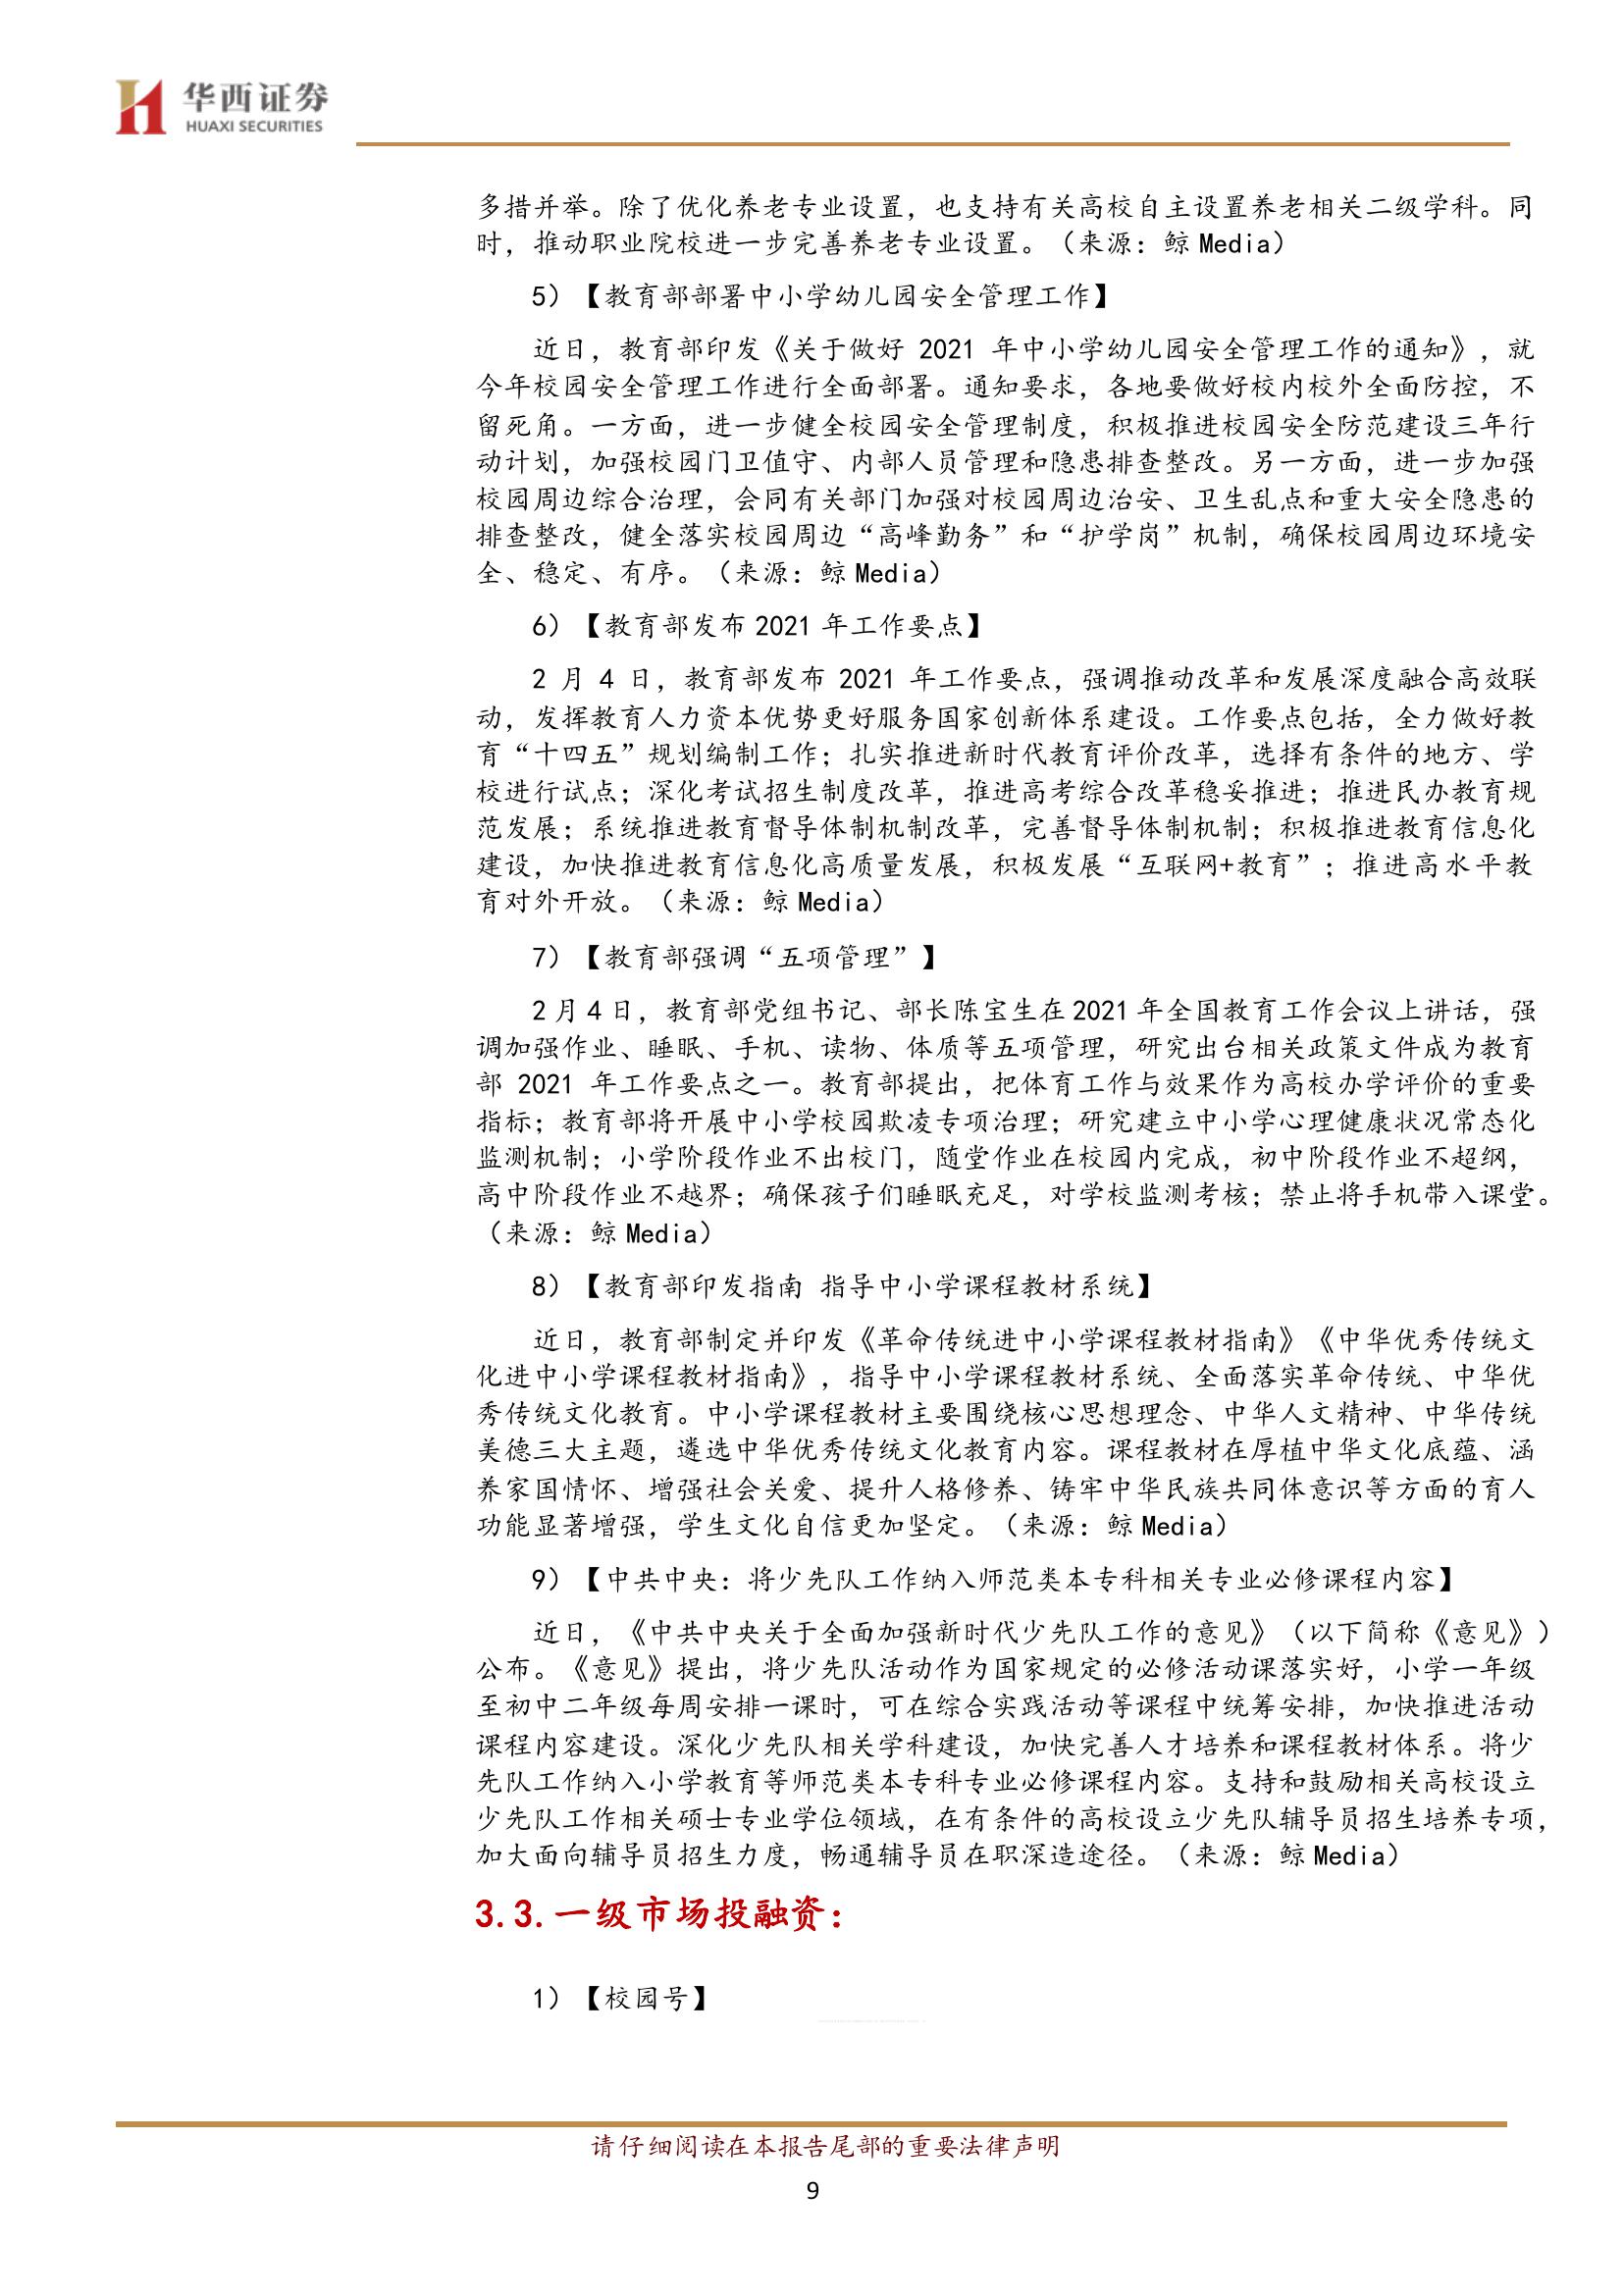 华西证券
HUAXI SECURITIES
多措并举。除了优化养老专业设置，也支持有关高校自主设置养老相关二级学科。同
时，推动职业院校进一步完善养老专业设置。（来源：鲸 Media）
5）【教育部部署中小学幼儿园安全管理工作】
近日，教育部印发《关于做好 2021 年中小学幼儿园安全管理工作的通知》，就
今年校园安全管理工作进行全面部署。通知要求，各地要做好校内校外全面防控，不
留死角。一方面，进一步健全校园安全管理制度，积极推进校园安全防范建设三年行
动计划，加强校园门卫值守、内部人员管理和隐患排查整改。另一方面，进一步加强
校园周边综合治理，会同有关部门加强对校园周边治安、卫生乱点和重大安全隐患的
排查整改，健全落实校园周边“高峰勤务”和“护学岗”机制，确保校园周边环境安
全、稳定、有序。（来源：鲸 Media）
6）【教育部发布 2021 年工作要点】
2 月 4 日，教育部发布 2021 年工作要点，强调推动改革和发展深度融合高效联
动，发挥教育人力资本优势更好服务国家创新体系建设。工作要点包括，全力做好教
育“十四五”规划编制工作；扎实推进新时代教育评价改革，选择有条件的地方、学
校进行试点；深化考试招生制度改革，推进高考综合改革稳妥推进；推进民办教育规
范发展；系统推进教育督导体制机制改革，完善督导体制机制；积极推进教育信息化
建设，加快推进教育信息化高质量发展，积极发展“互联网+教育”；推进高水平教
育对外开放。（来源：鲸 Media）
7）【教育部强调“五项管理”】
2 月 4 日，教育部党组书记、部长陈宝生在 2021 年全国教育工作会议上讲话，强
调加强作业、睡眠、手机、读物、体质等五项管理，研究出台相关政策文件成为教育
部 2021 年工作要点之一。教育部提出，把体育工作与效果作为高校办学评价的重要
指标；教育部将开展中小学校园欺凌专项治理；研究建立中小学心理健康状况常态化
监测机制；小学阶段作业不出校门，随堂作业在校园内完成，初中阶段作业不超纲，
高中阶段作业不越界；确保孩子们睡眠充足，对学校监测考核；禁止将手机带入课堂。
（来源：鲸 Media）
8）【教育部印发指南 指导中小学课程教材系统】
近日，教育部制定并印发《革命传统进中小学课程教材指南》《中华优秀传统文
化进中小学课程教材指南》，指导中小学课程教材系统、全面落实革命传统、中华优
秀传统文化教育。中小学课程教材主要围绕核心思想理念、中华人文精神、中华传统
美德三大主题，遴选中华优秀传统文化教育内容。课程教材在厚植中华文化底蕴、涵
养家国情怀、增强社会关爱、提升人格修养、铸牢中华民族共同体意识等方面的育人
功能显著增强，学生文化自信更加坚定。（来源：鲸 Media）
9）【中共中央：将少先队工作纳入师范类本专科相关专业必修课程内容】
近日，《中共中央关于全面加强新时代少先队工作的意见》（以下简称《意见》）
公布。《意见》提出，将少先队活动作为国家规定的必修活动课落实好，小学一年级
至初中二年级每周安排一课时，可在综合实践活动等课程中统筹安排，加快推进活动
课程内容建设。深化少先队相关学科建设，加快完善人才培养和课程教材体系。将少
先队工作纳入小学教育等师范类本专科专业必修课程内容。支持和鼓励相关高校设立
少先队工作相关硕士专业学位领域，在有条件的高校设立少先队辅导员招生培养专项，
加大面向辅导员招生力度，畅通辅导员在职深造途径。（来源：鲸 Media）
3.3.一级市场投融资：
1）【校园号】
请仔细阅读在本报告尾部的重要法律声明
9